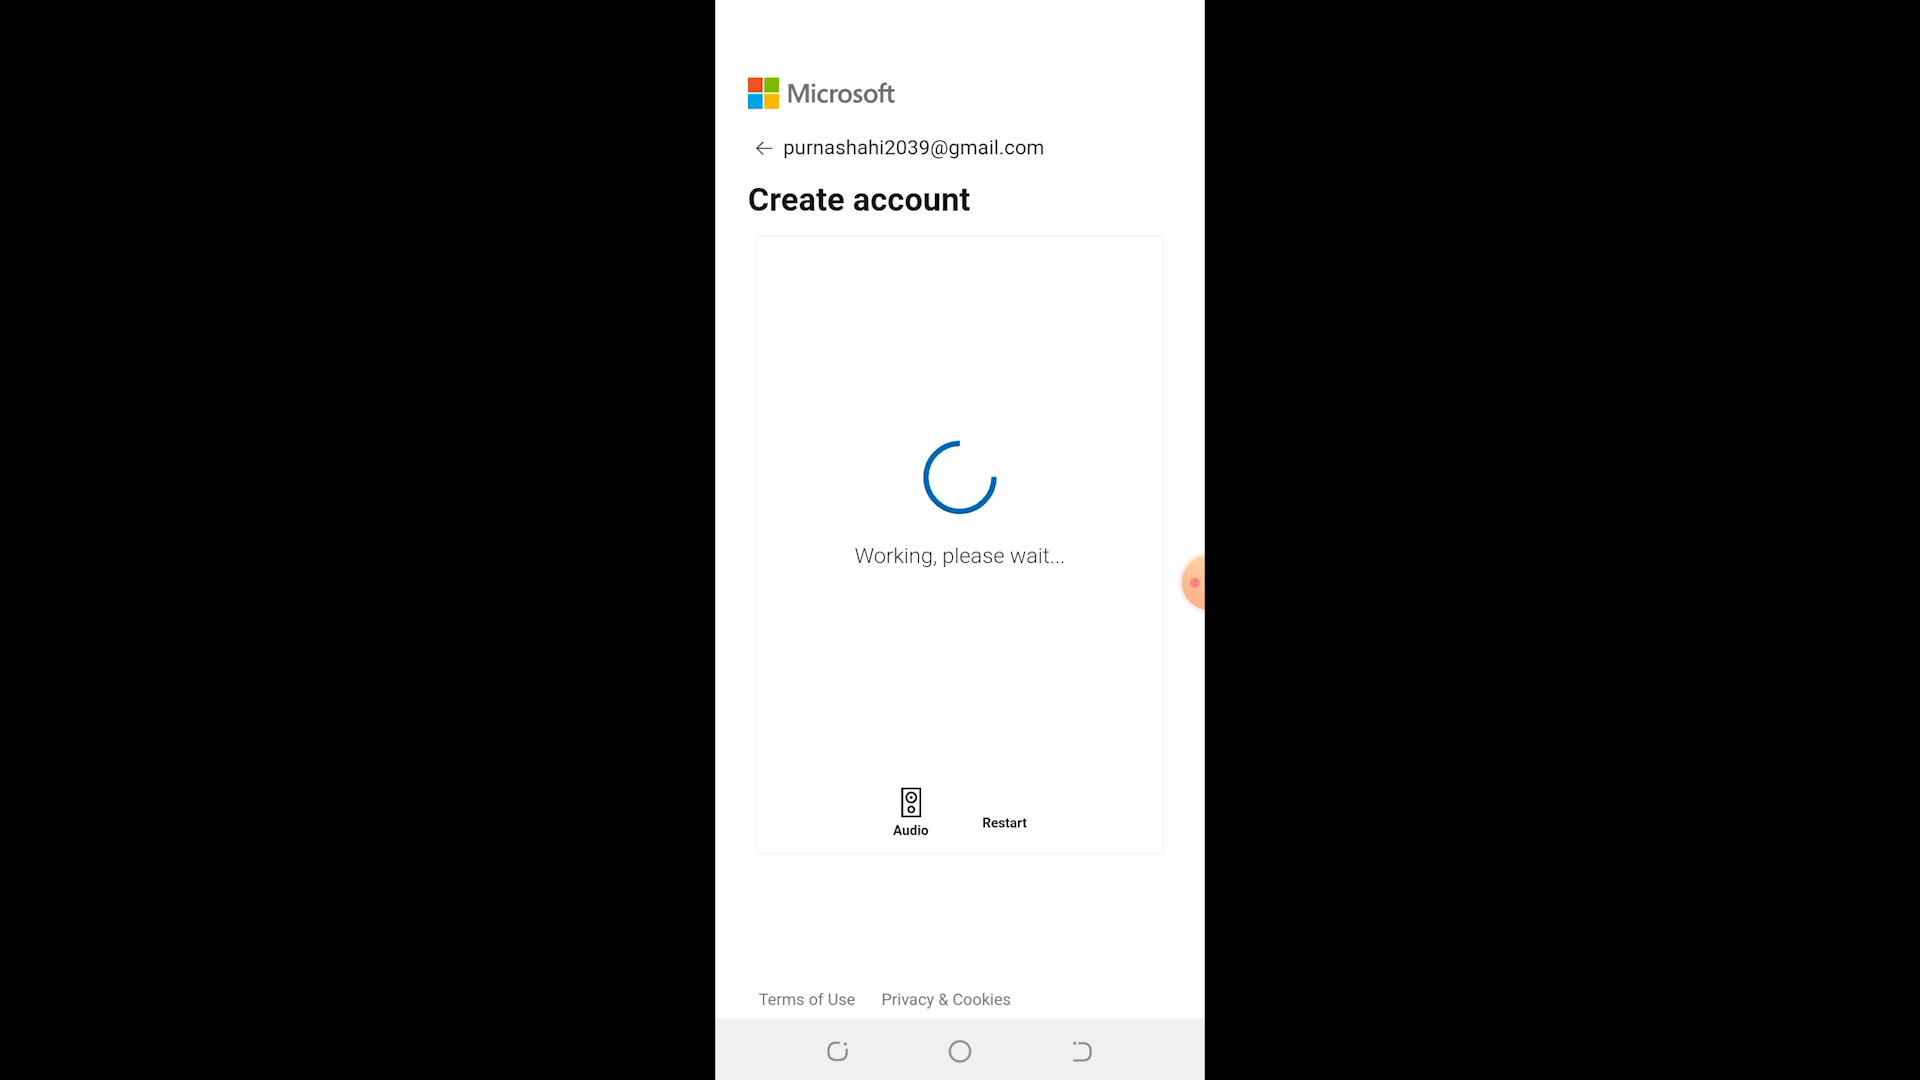 Microsoft
purnashahi2039@gmail.com
Create account
Working, please wait...
Audio
Restart
Terms of Use
Privacy & Cookies